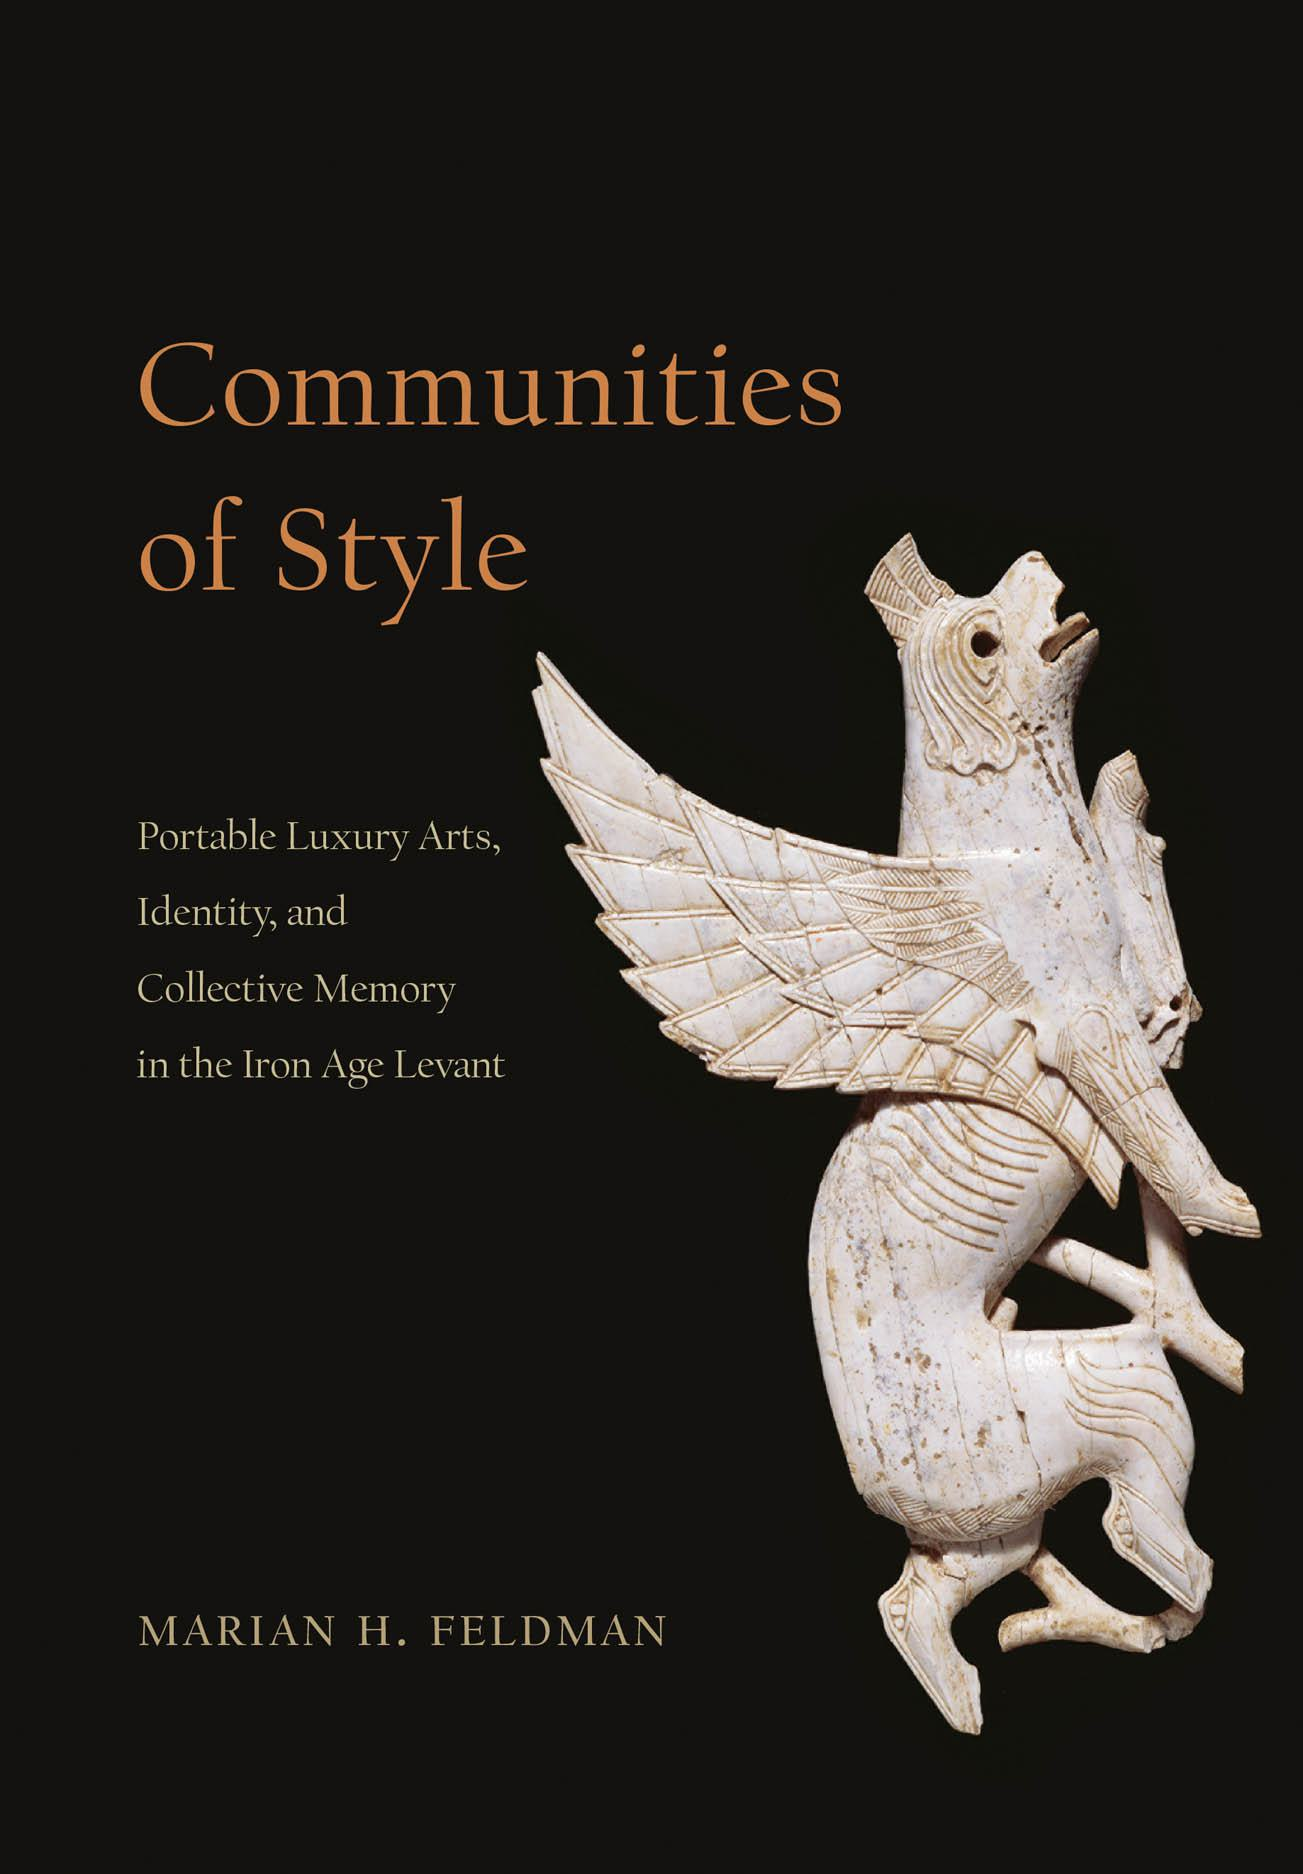 Communities
of Style
Portable Luxury Arts,
Identity, and
Collective Memory
in the Iron Age Levant
MARIAN H. FELDMAN